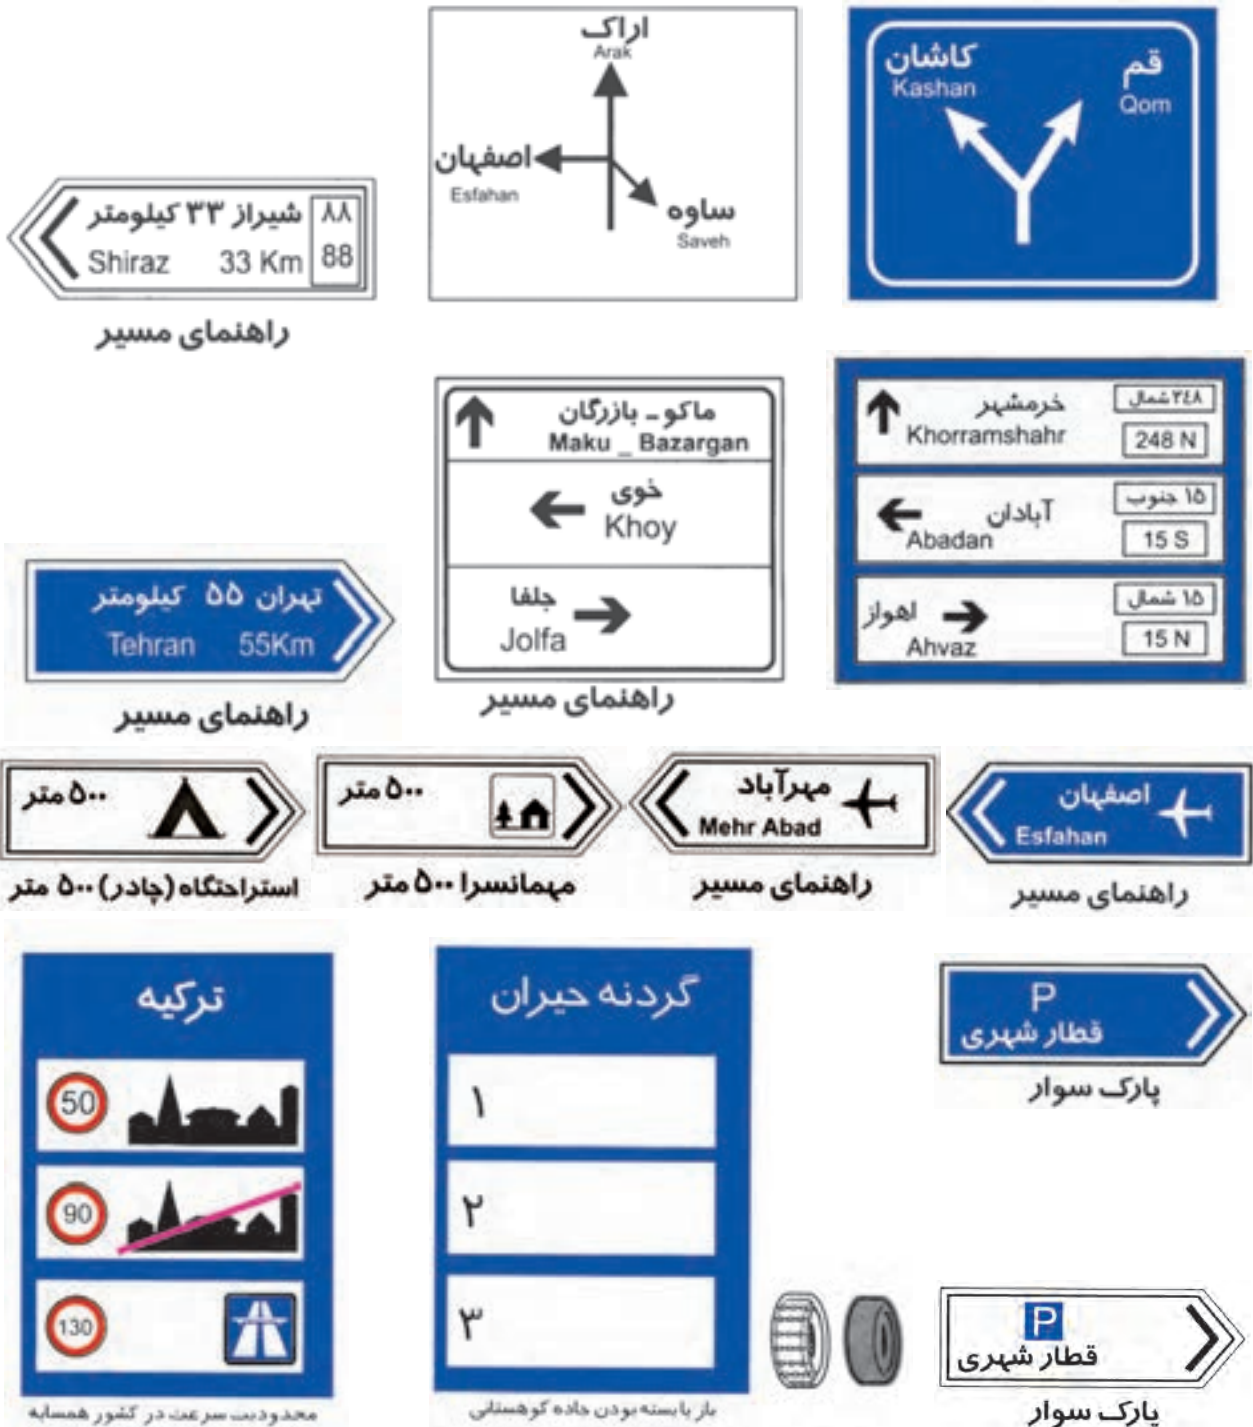 اراک
Arak
اصفهان
Esfahan
ساوه
Saveh
کاشان
Kashan
قم
Qom
شیراز ۳۳ کیلومتر
۸۸
Shiraz 33 Km
88
راهنمای مسیر
ماکو - بازرگان
Maku _ Bazargan
خوی
Khoy
جلفا
Jolfa
راهنمای مسیر
خرمشهر
۲٤۸ شمال
Khorramshahr
248 N
آبادان
۱۵ جنوب
Abadan
15 S
اهواز
۱۵ شمال
Ahvaz
15 N
تهران ۵۵ کیلومتر
Tehran 55Km
راهنمای مسیر
۵۰۰ متر
استراحتگاه (چادر) ۵۰۰ متر
۵۰۰ متر
مهمانسرا ۵۰۰ متر
مهرآباد
Mehr Abad
راهنمای مسیر
اصفهان
Esfahan
راهنمای مسیر
ترکیه
50
90
130
محدودیت سرعت در کشور همسایه
گردنه حیران
۱
۲
۳
باز یا بسته بودن جاده کوهستانی
P
قطار شهری
پارک سوار
P
قطار شهری
پارک سوار